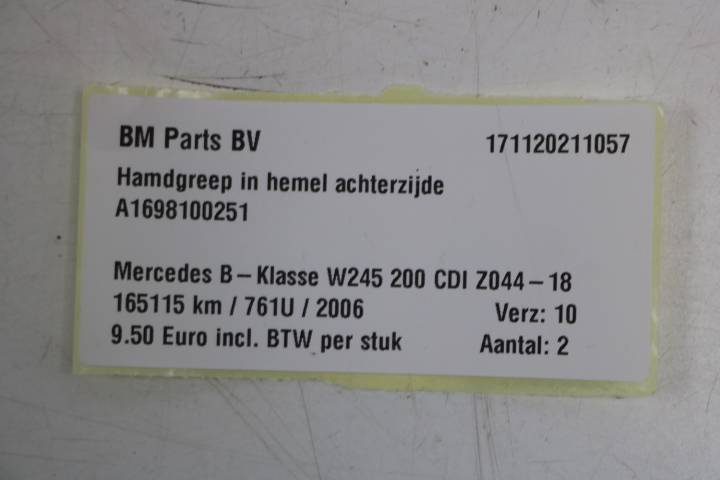 BM Parts BV 171120211057
Hamdgreep in hemel achterzijde
A1698100251
Mercedes B-Klasse W245 200 CDI Z044-18
165115 km / 761U / 2006 Verz: 10
9.50 Euro incl. BTW per stuk Aantal: 2